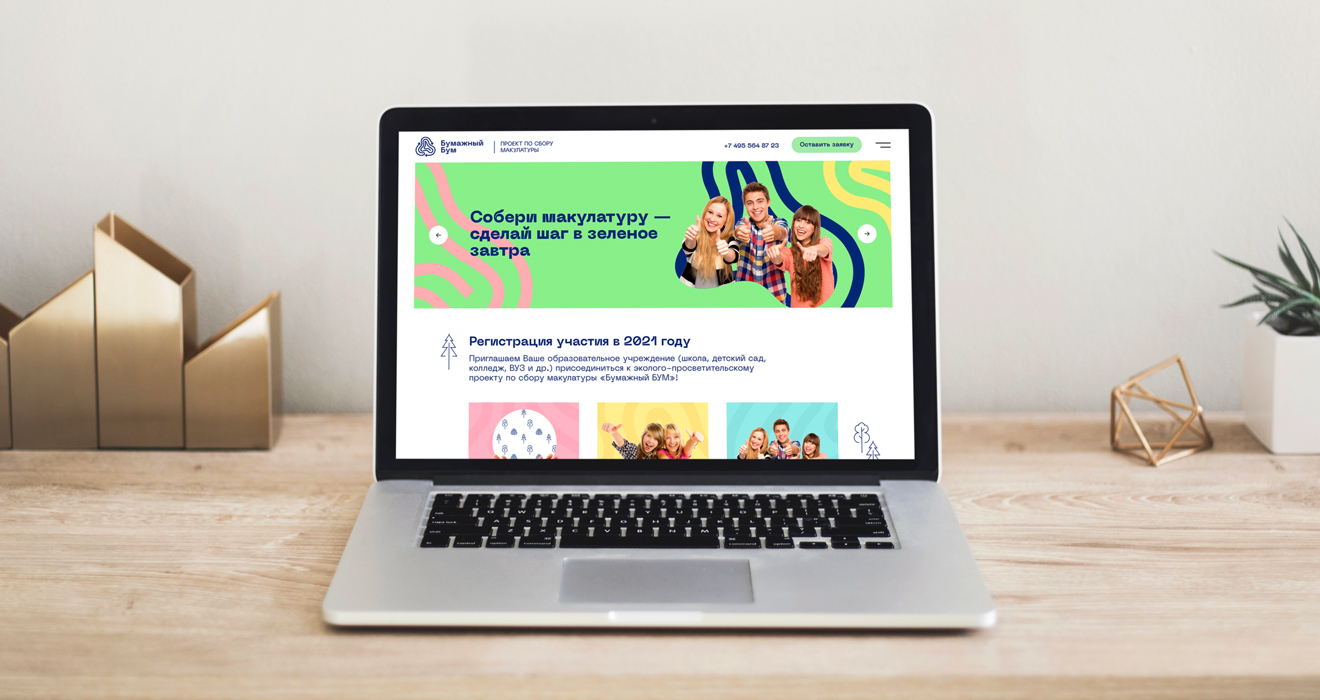 Бумажный
Бум
ПРОЕКТ ПО СБОРУ
МАКУЛАТУРЫ
+7 495 564 87 23
Оставить заявку
Собери макулатуру —
сделай шаг в зеленое
завтра
Регистрация участия в 2021 году
Приглашаем Ваше образовательное учреждение (школа, детский сад,
колледж, ВУЗ и др.) присоединиться к эколого-просветительскому
проекту по сбору макулатуры «Бумажный БУМ»!